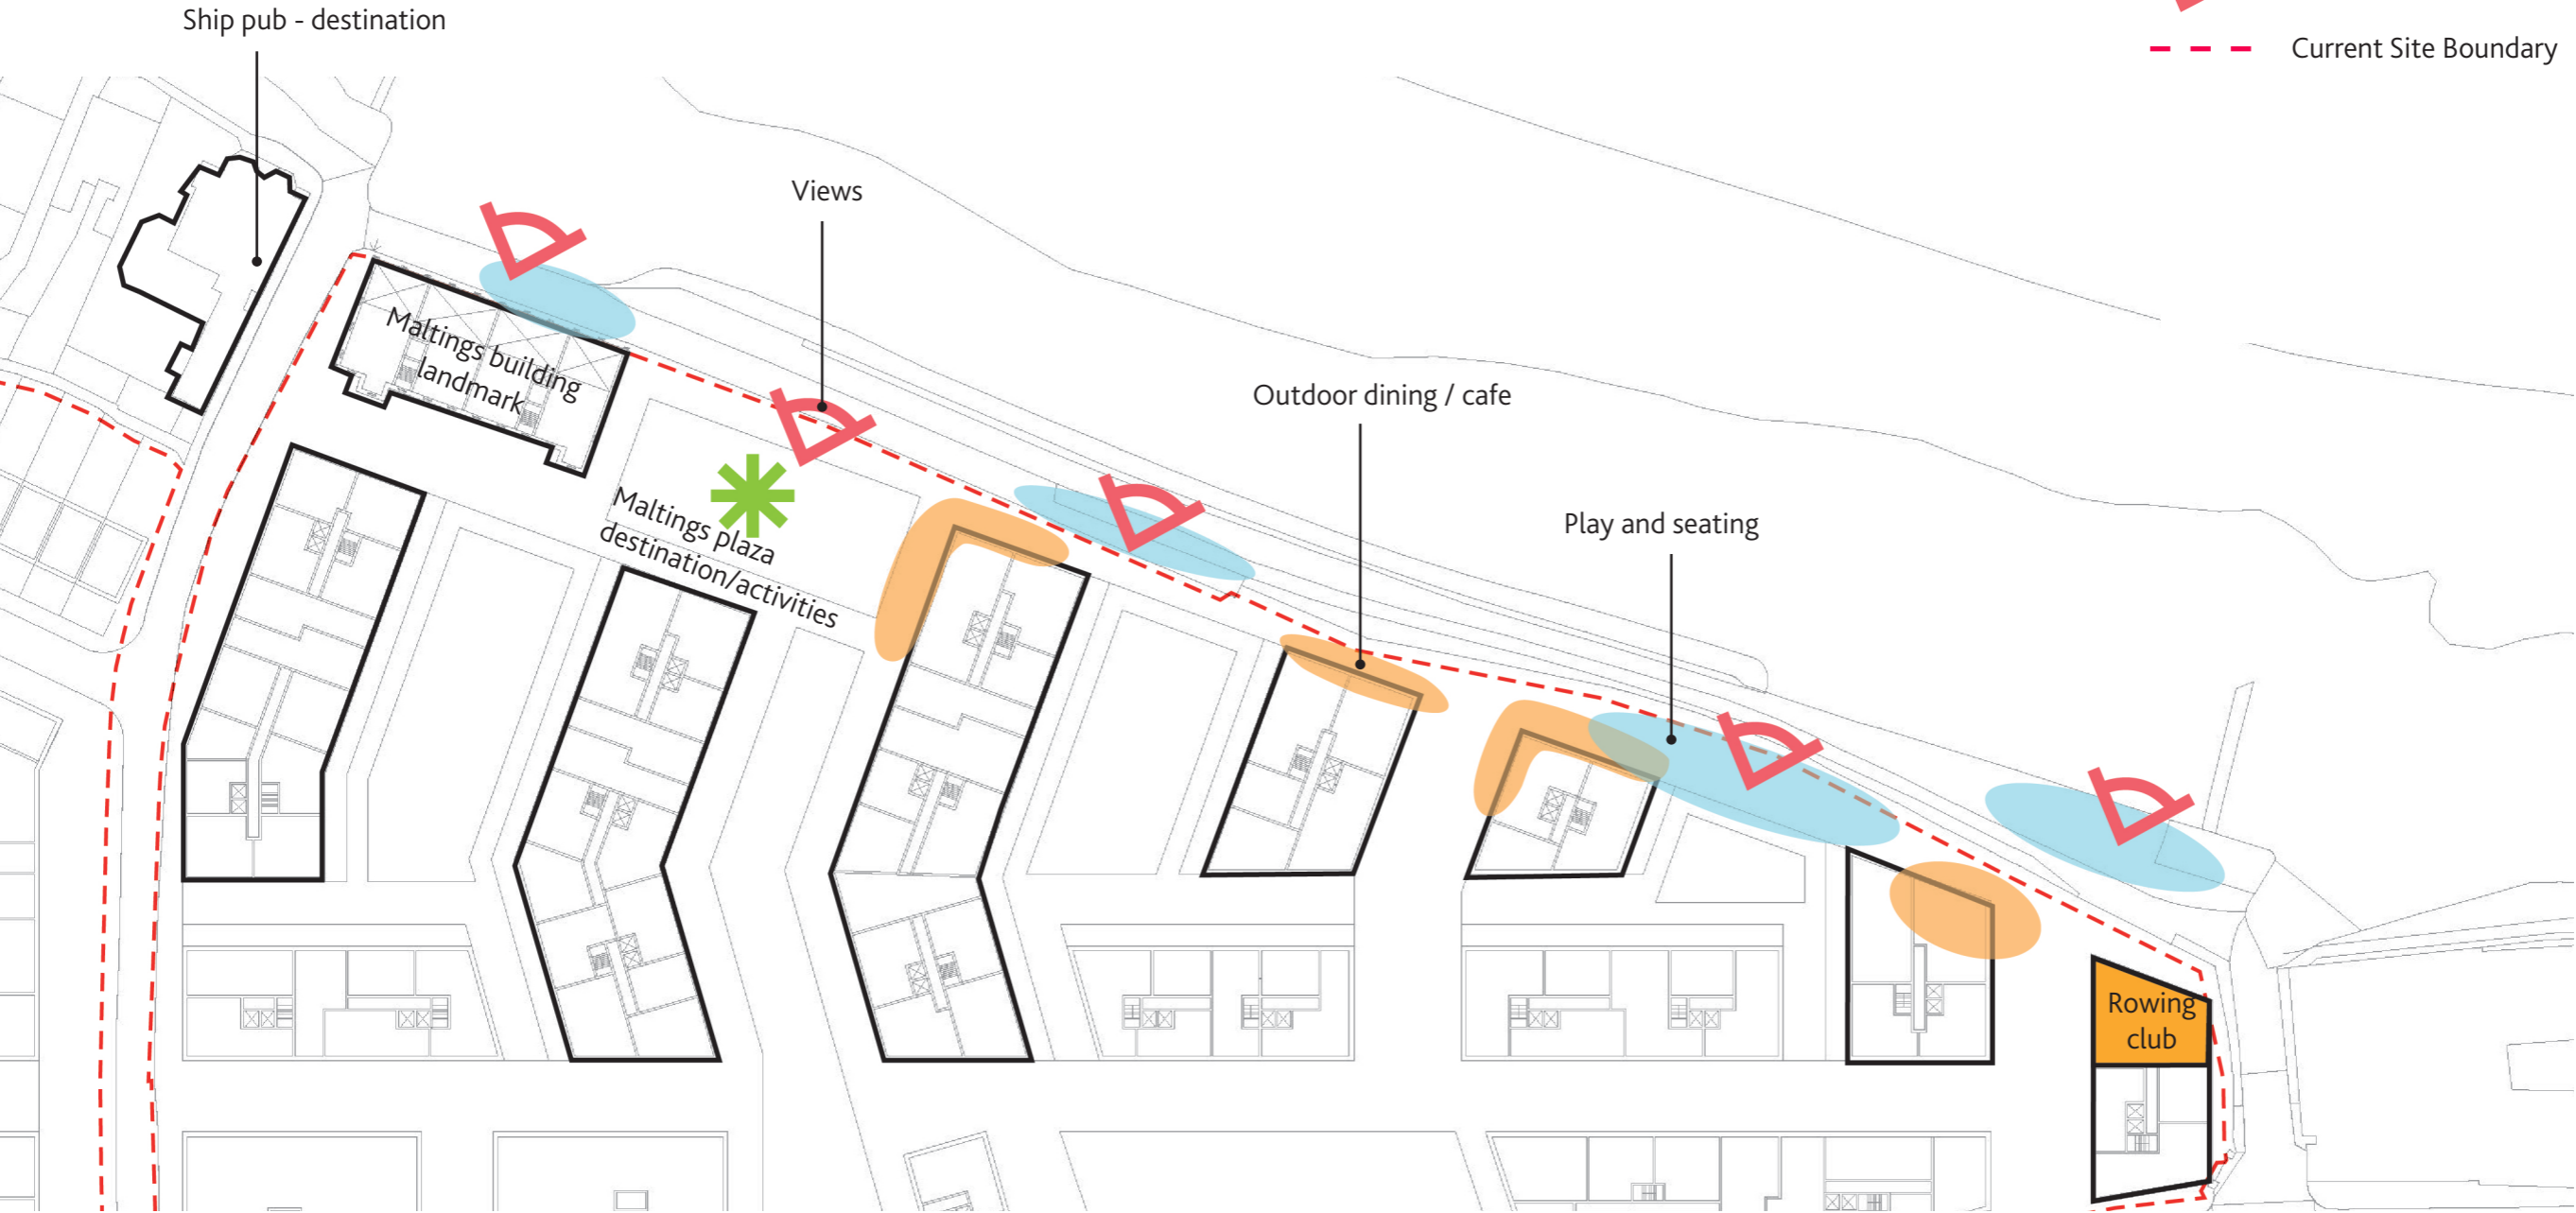 Ship pub - destination
Current Site Boundary
Views
Maltings building
landmark
Outdoor dining / cafe
Maltings plaza
destination/activities
Play and seating
Rowing
club